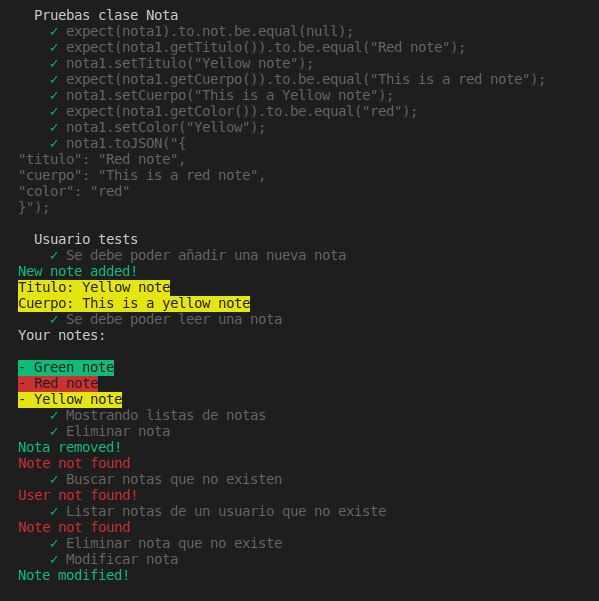 Pruebas clase Nota
✓ expect(nota1).to.not.be.equal(null);
✓ expect(nota1.getTitulo()).to.be.equal("Red note");
✓ nota1.setTitulo("Yellow note");
✓ expect(nota1.getCuerpo()).to.be.equal("This is a red note");
✓ nota1.setCuerpo("This is a Yellow note");
✓ expect(nota1.getColor()).to.be.equal("red");
✓ nota1.setColor("Yellow");
✓ nota1.toJSON("{
"titulo": "Red note",
"cuerpo": "This is a red note",
"color": "red"
}");
Usuario tests
✓ Se debe poder añadir una nueva nota
New note added!
Titulo: Yellow note
Cuerpo: This is a yellow note
✓ Se debe poder leer una nota
Your notes:
- Green note
- Red note
- Yellow note
✓ Mostrando listas de notas
✓ Eliminar nota
Nota removed!
Note not found
✓ Buscar notas que no existen
User not found!
✓ Listar notas de un usuario que no existe
Note not found
✓ Eliminar nota que no existe
✓ Modificar nota
Note modified!